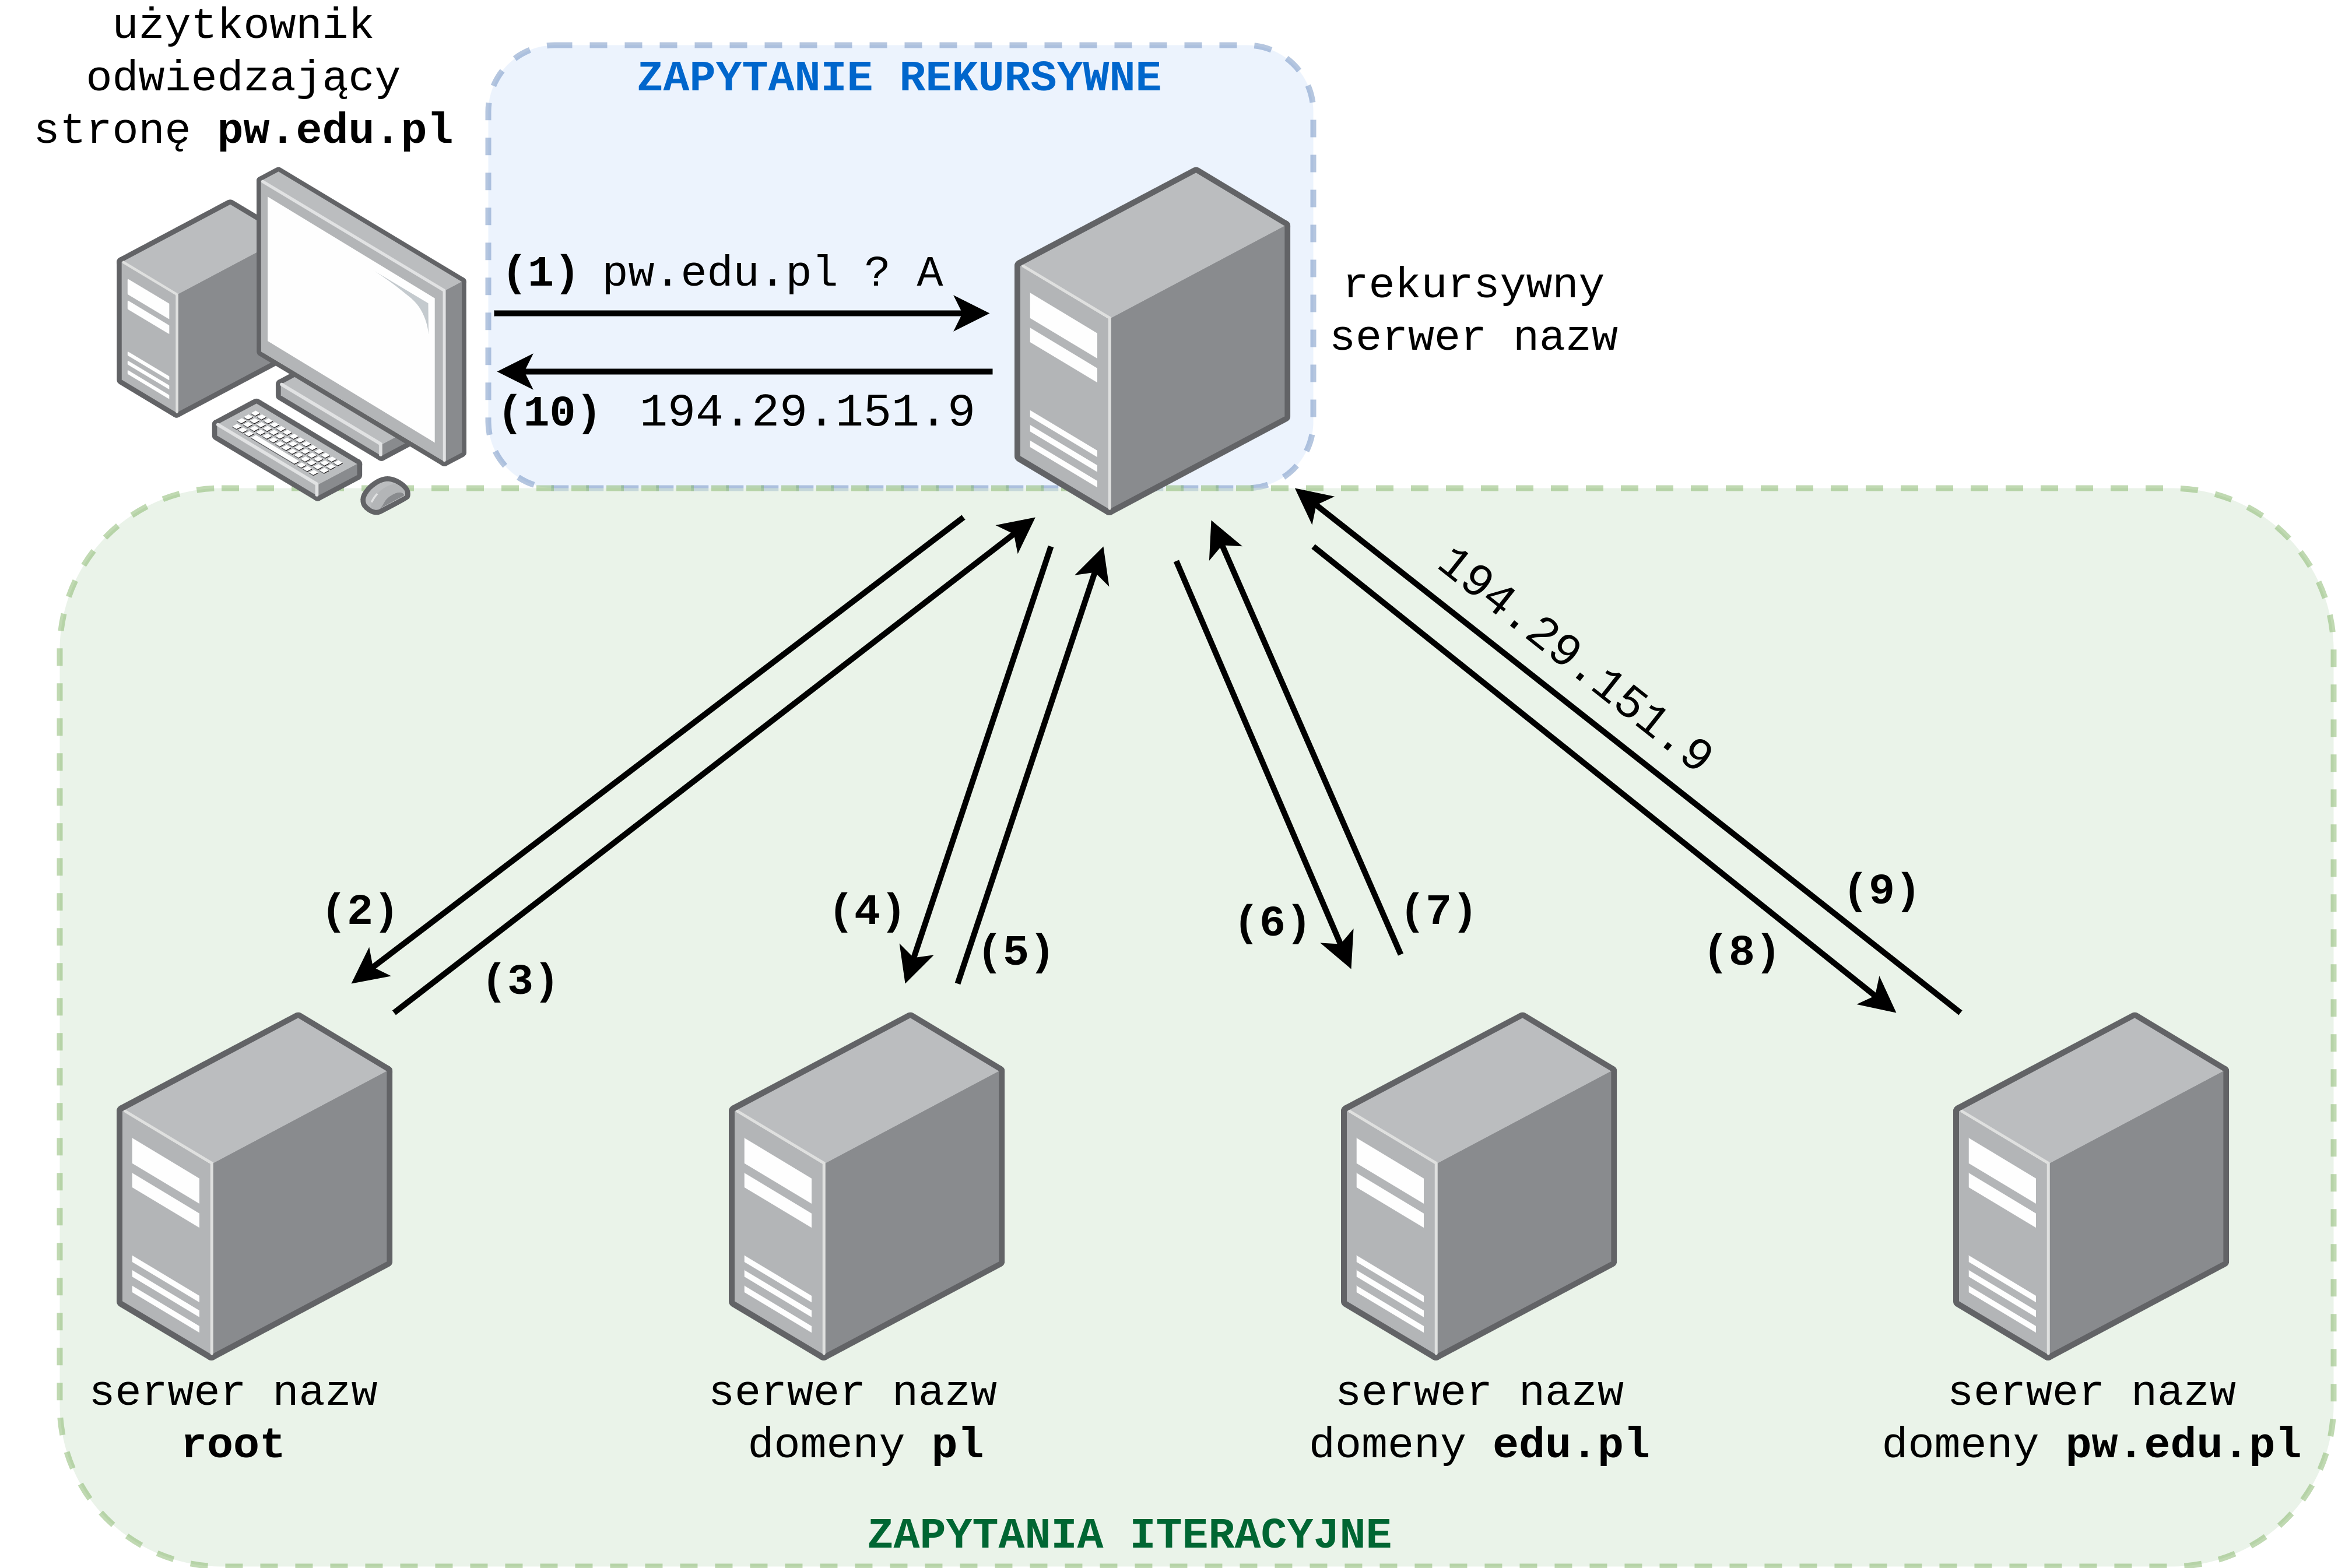 użytkownik
odwiedzający
stronę pw.edu.pl
ZAPYTANIE REKURSYWNE
(1) pw.edu.pl ? A
(10) 194.29.151.9
rekursywny
serwer nazw
194.29.151.9
(2)
(3)
(4)
(5)
(6)
(7)
(8)
(9)
serwer nazw
root
serwer nazw
domeny pl
serwer nazw
domeny edu.pl
serwer nazw
domeny pw.edu.pl
ZAPYTANIA ITERACYJNE